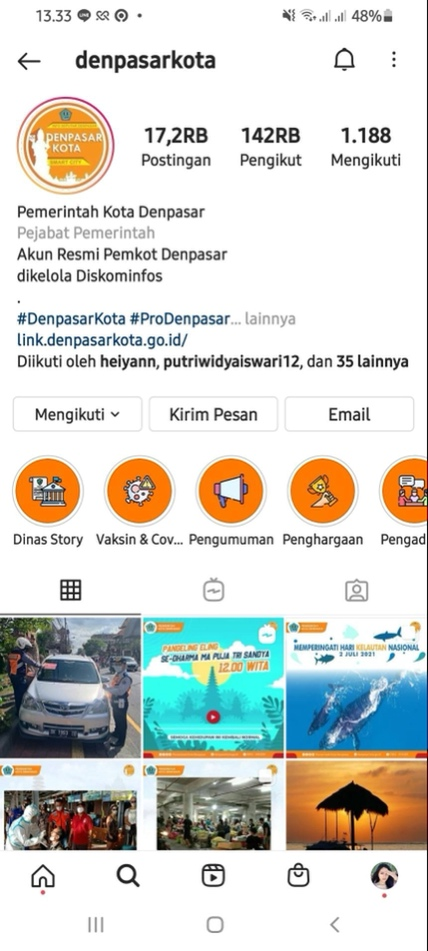 13.33
48%
denpasarkota
DENPASAR
KOTA
SMART CITY
17,2RB 142RB 1.188
Postingan Pengikut Mengikuti
Pemerintah Kota Denpasar
Pejabat Pemerintah
Akun Resmi Pemkot Denpasar
dikelola Diskominfos
.
#DenpasarKota #ProDenpasar... lainnya
link.denpasarkota.go.id/
Diikuti oleh heiyann, putriwidyaiswari12, dan 35 lainnya
Mengikuti Kirim Pesan Email
Dinas Story Vaksin & Cov... Pengumuman Penghargaan Pengad
PANGELING ELING
SE-DHARMA MA PUJA TRI SANDYA
12.00 WITA
MEMPERINGATI HARI KELAUTAN NASIONAL
2 JULI 2021